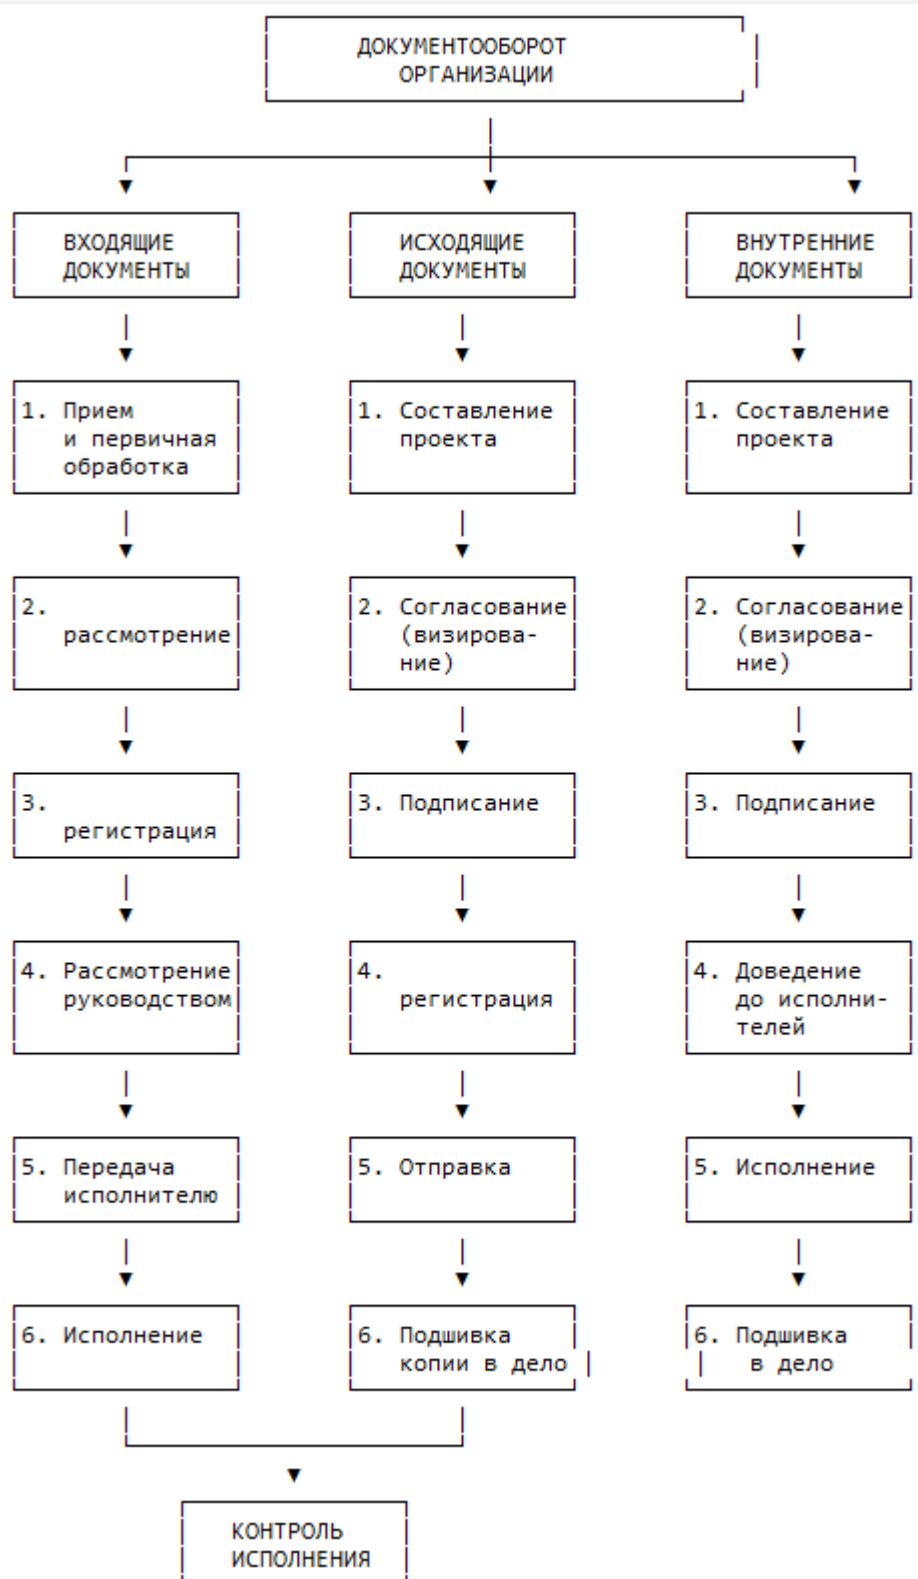 ДОКУМЕНТООБОРОТ
ОРГАНИЗАЦИИ
ВХОДЯЩИЕ
ДОКУМЕНТЫ
ИСХОДЯЩИЕ
ДОКУМЕНТЫ
ВНУТРЕННИЕ
ДОКУМЕНТЫ
1. Прием
и первичная
обработка
1. Составление
проекта
1. Составление
проекта
2.
рассмотрение
2. Согласование
(визирова-
ние)
2. Согласование
(визирова-
ние)
3.
регистрация
3. Подписание
3. Подписание
4. Рассмотрение
руководством
4.
регистрация
4. Доведение
до исполни-
телей
5. Передача
исполнителю
5. Отправка
5. Исполнение
6. Исполнение
6. Подшивка
копии в дело
6. Подшивка
в дело
КОНТРОЛЬ
ИСПОЛНЕНИЯ